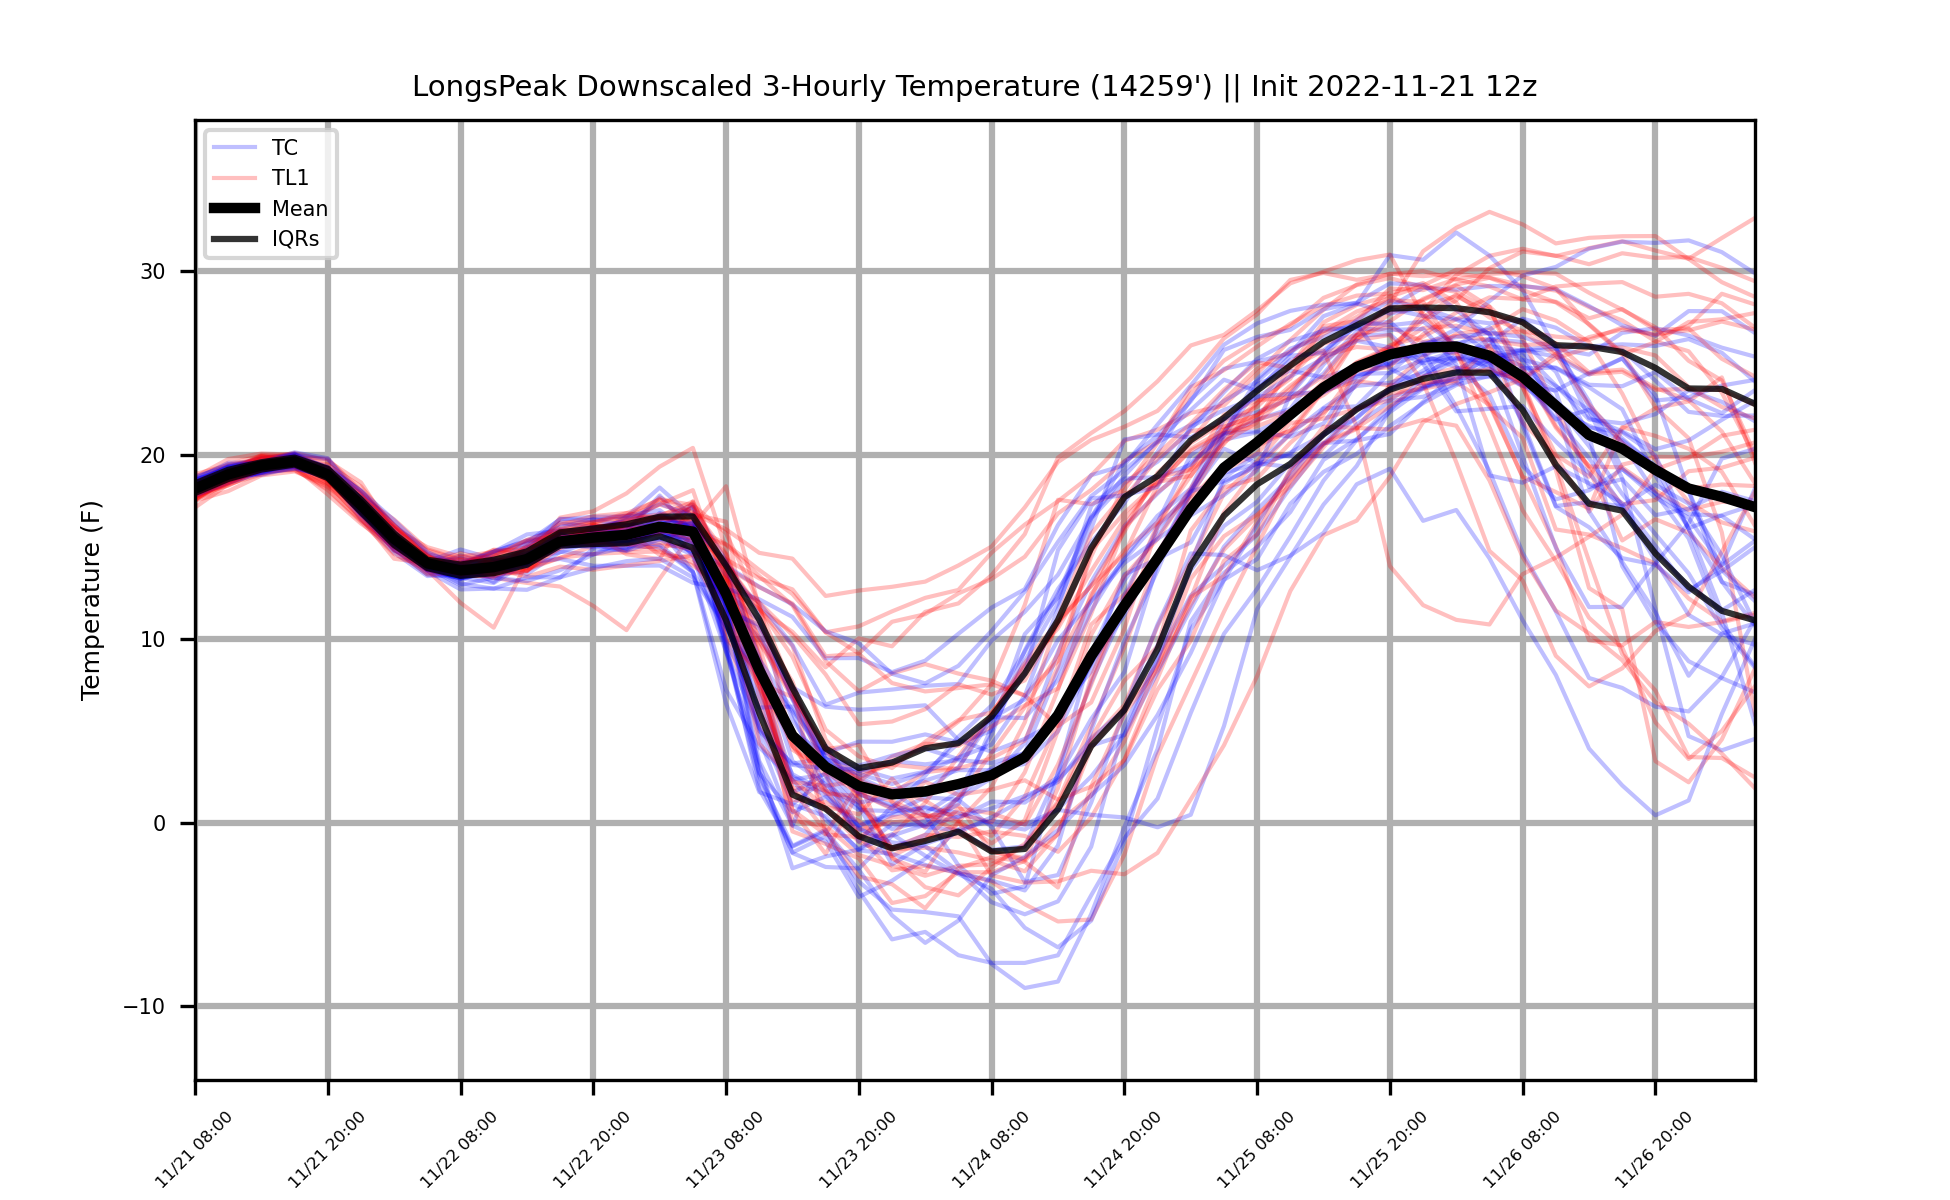 LongsPeak Downscaled 3-Hourly Temperature (14259') || Init 2022-11-21 12z
TC
TL1
Mean
IQRs
Temperature (F)
30
20
10
0
−10
11/21 08:00
11/21 20:00
11/22 08:00
11/22 20:00
11/23 08:00
11/23 20:00
11/24 08:00
11/24 20:00
11/25 08:00
11/25 20:00
11/26 08:00
11/26 20:00